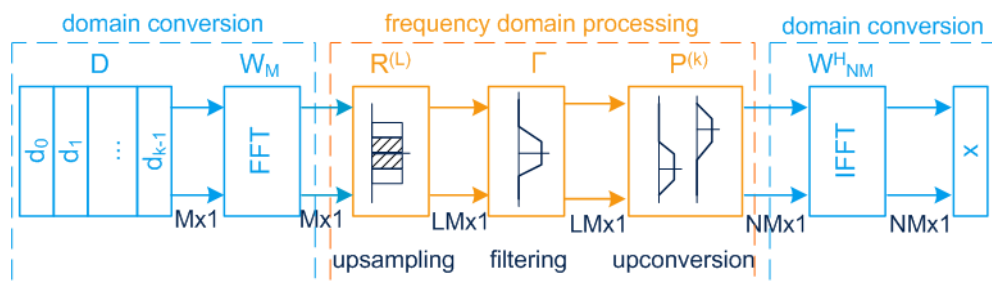 domain conversion
frequency domain processing
domain conversion
D
W_M
R^(L)
Γ
P^(k)
W^H_NM
d_0
d_1
...
d_k-1
FFT
IFFT
x
Mx1
Mx1
LMx1
LMx1
NMx1
NMx1
upsampling
filtering
upconversion